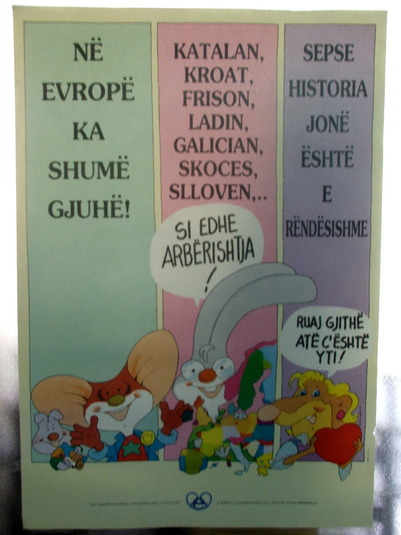 NË
EVROPË
KA
SHUMË
GJUHË!
KATALAN,
KROAT,
FRISON,
LADIN,
GALICIAN,
SKOCES,
SLLOVEN,..
SI EDHE
ARBËRISHTJA
!
SEPSE
HISTORIA
JONË
ËSHTË
E
RËNDËSISHME
RUAJ GJITHË
ATË C'ËSHTË
YTI!